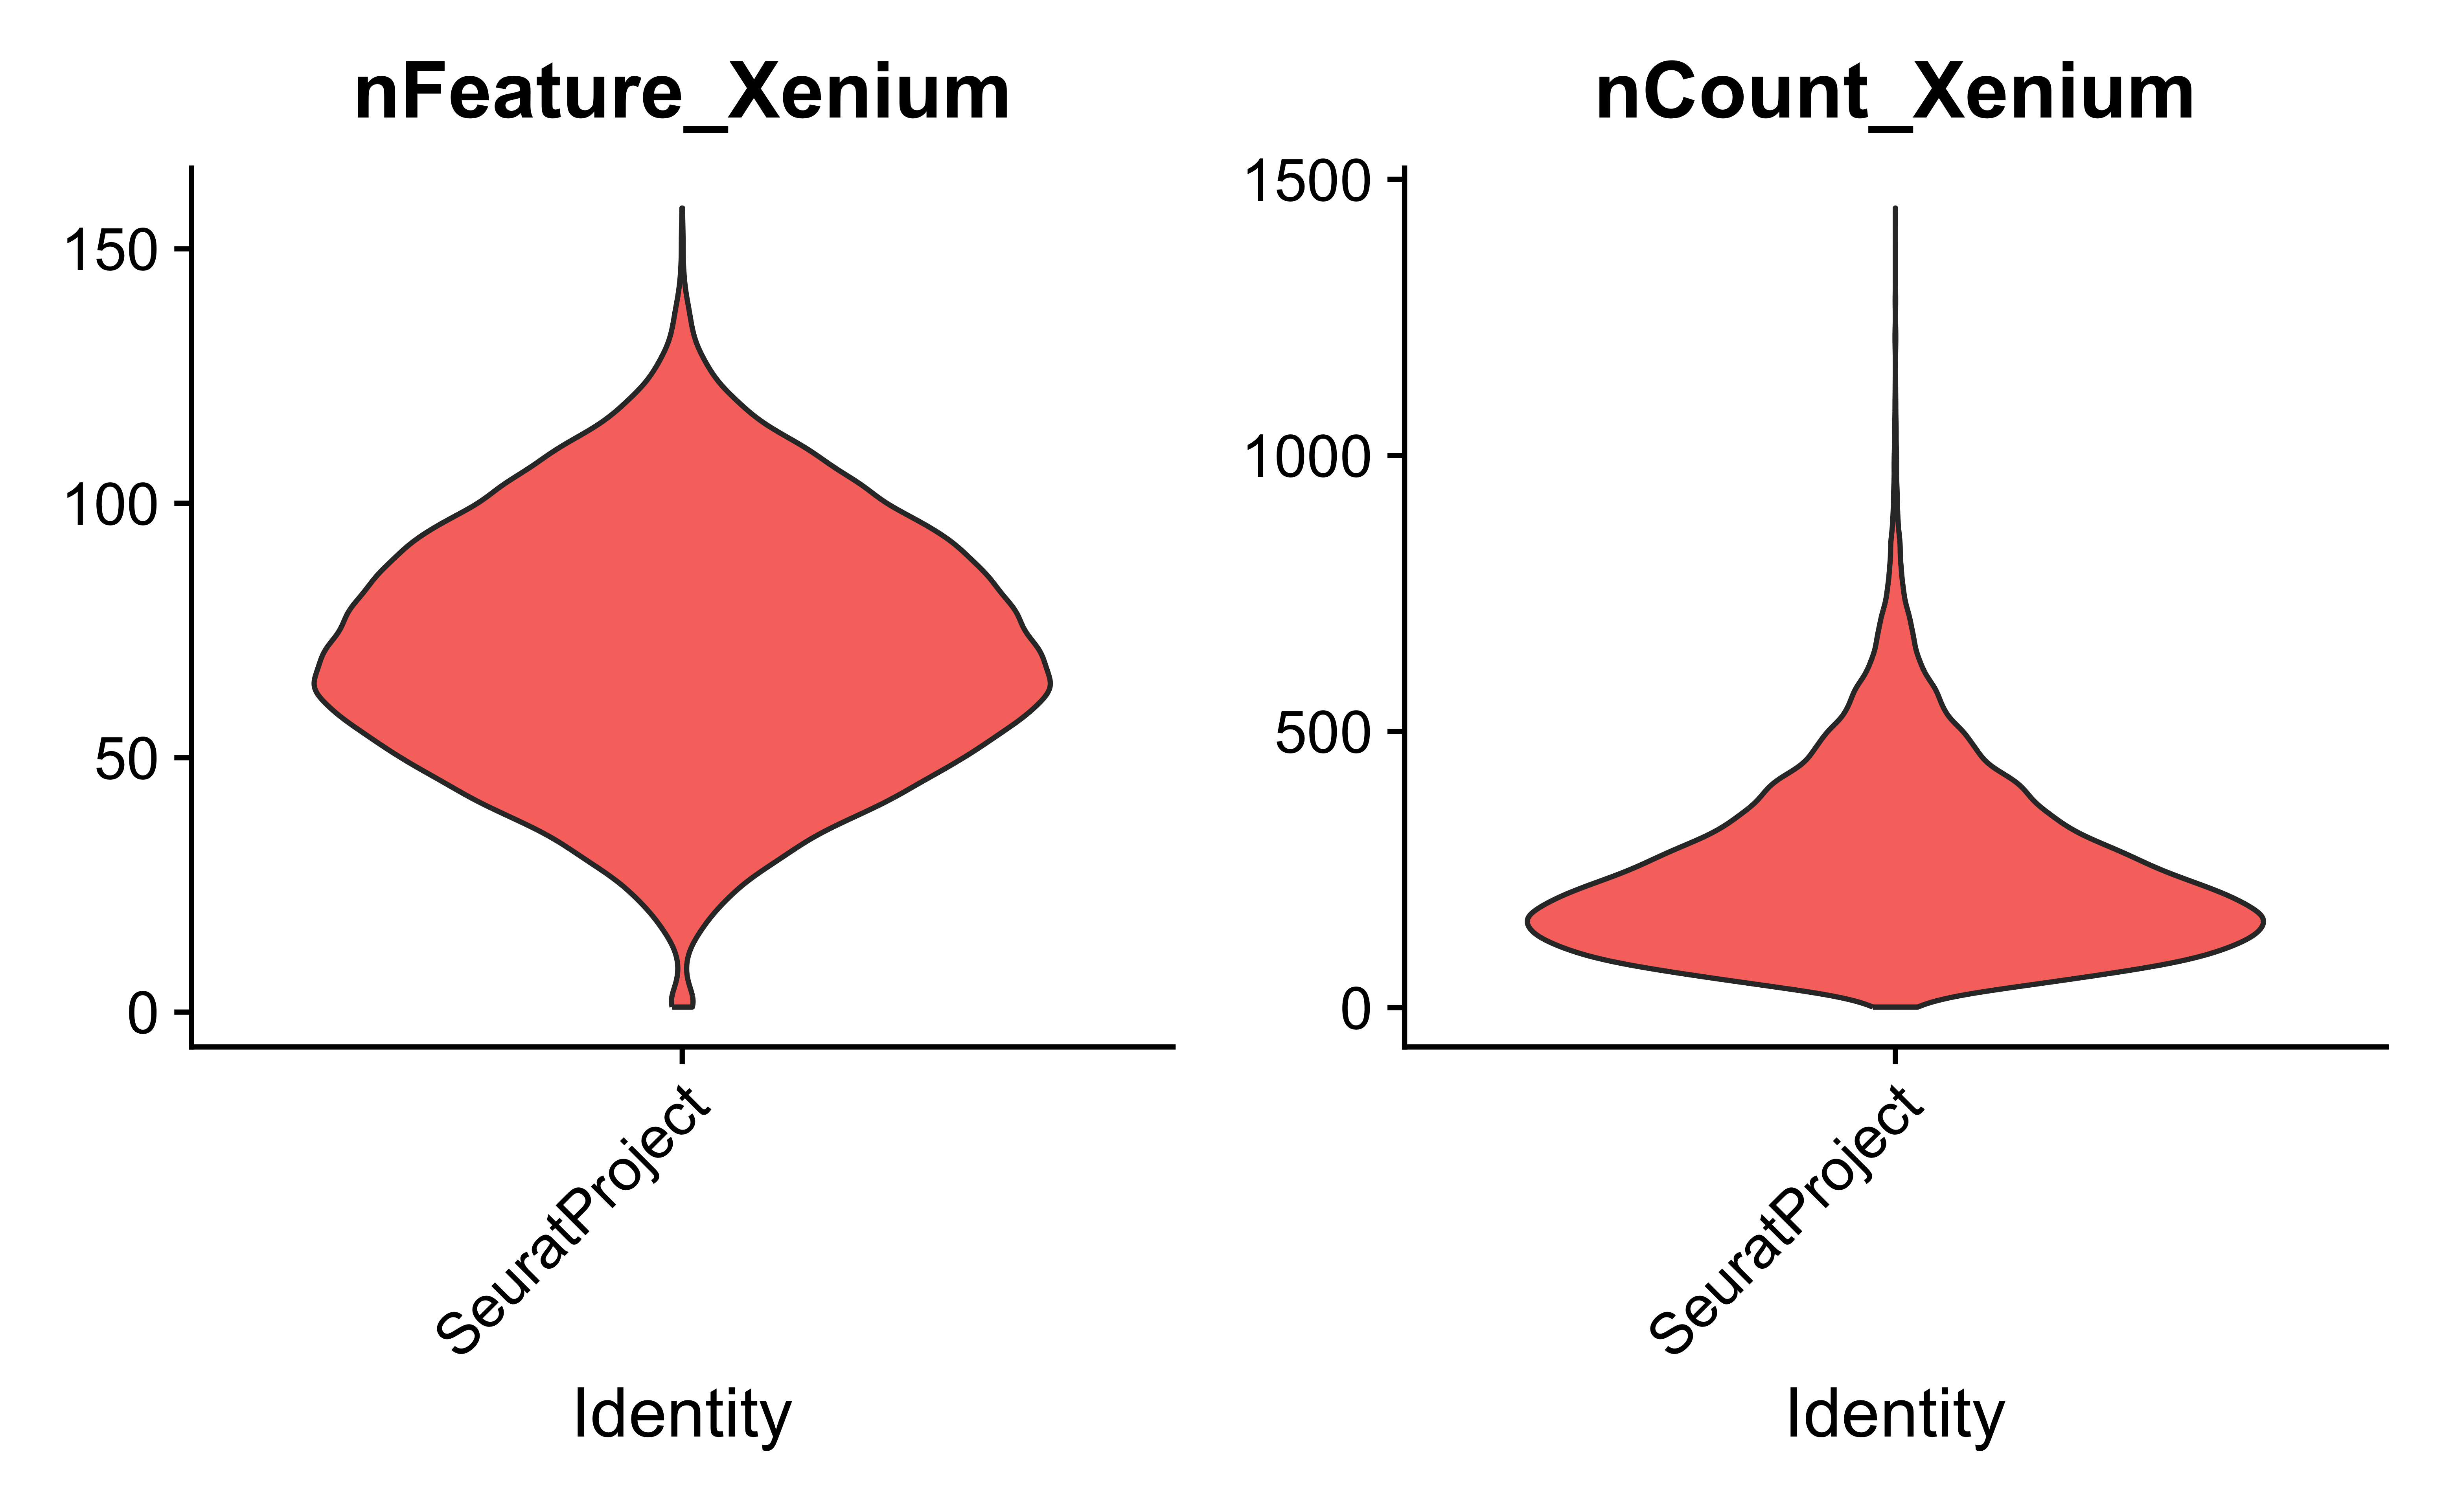 nFeature_Xenium
150
100
50
0
SeuratProject
Identity
nCount_Xenium
1500
1000
500
0
SeuratProject
Identity